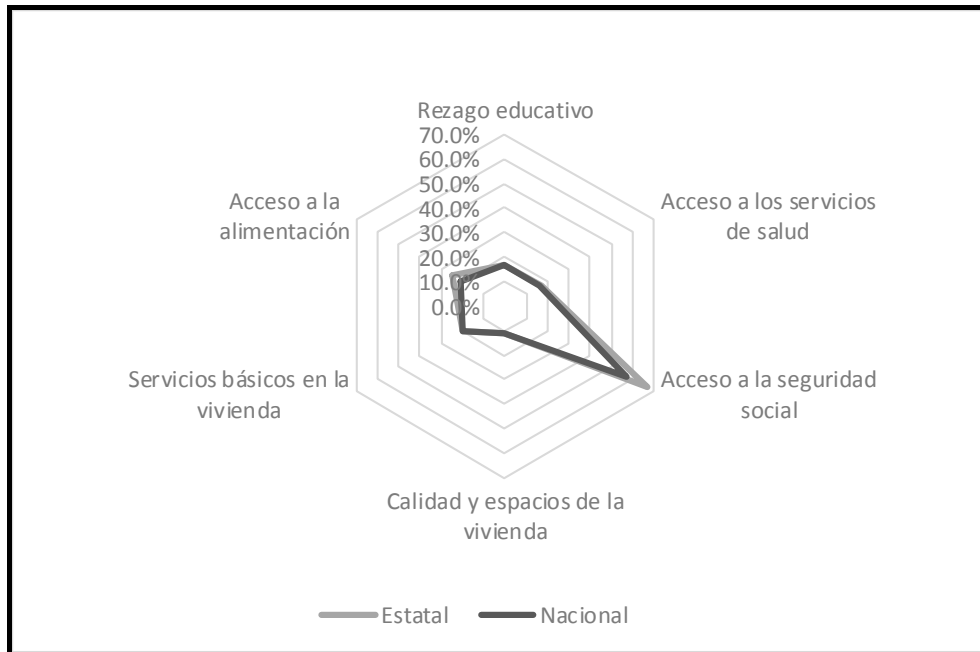 Rezago educativo
70.0%
60.0%
50.0%
40.0%
30.0%
20.0%
10.0%
0.0%
Acceso a los servicios
de salud
Acceso a la seguridad
social
Calidad y espacios de la
vivienda
Servicios básicos en la
vivienda
Acceso a la
alimentación
Estatal
Nacional